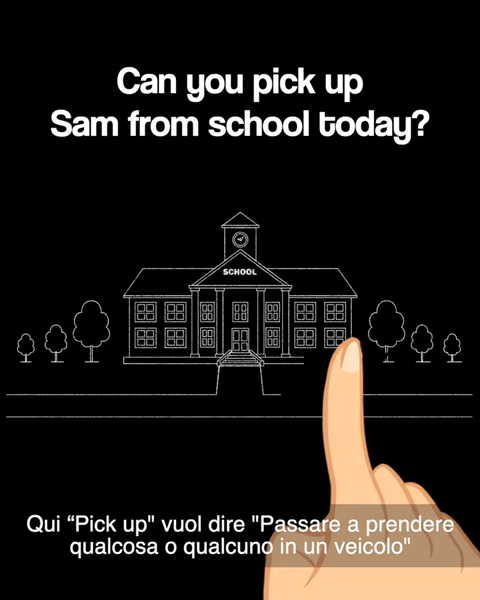 Can you pick up
Sam from school today?
SCHOOL
Qui “Pick up" vuol dire "Passare a prendere
qualcosa o qualcuno in un veicolo"